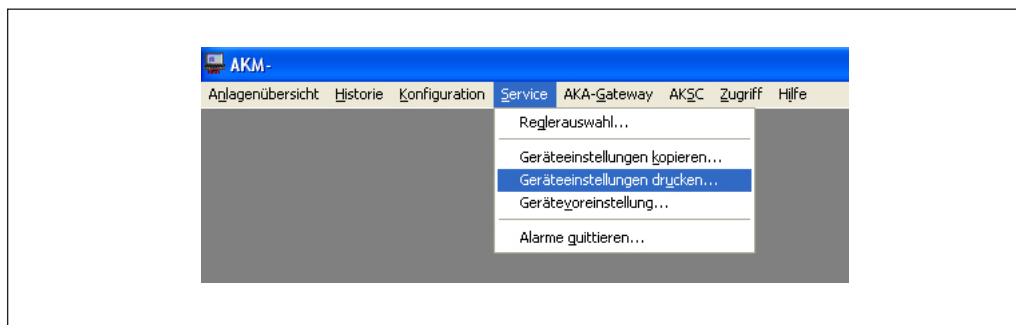 AKM-
Anlagenübersicht Historie Konfiguration Service AKA-Gateway AKSC Zugriff Hilfe
Reglerauswahl...
Geräteeinstellungen kopieren...
Geräteeinstellungen drucken...
Gerätevoreinstellung...
Alarme quittieren...